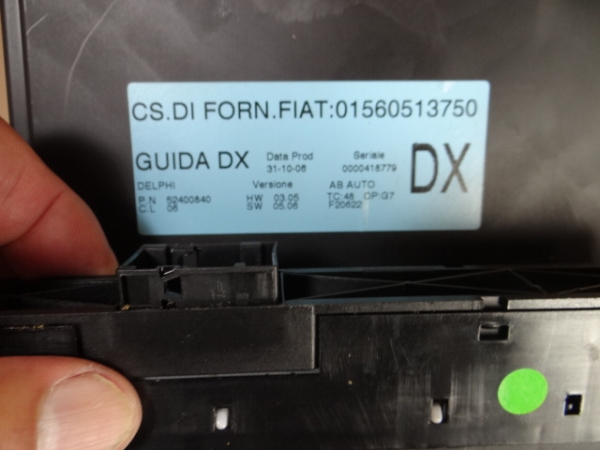 CS.DI FORN.FIAT:01560513750
GUIDA DX Data Prod Seriale DX
31-10-06 0000418779
DELPHI Versione AB AUTO
P.N 52400840 HW 03.05 TC:48 OP:G7
C.L 06 SW 05.06 F20622